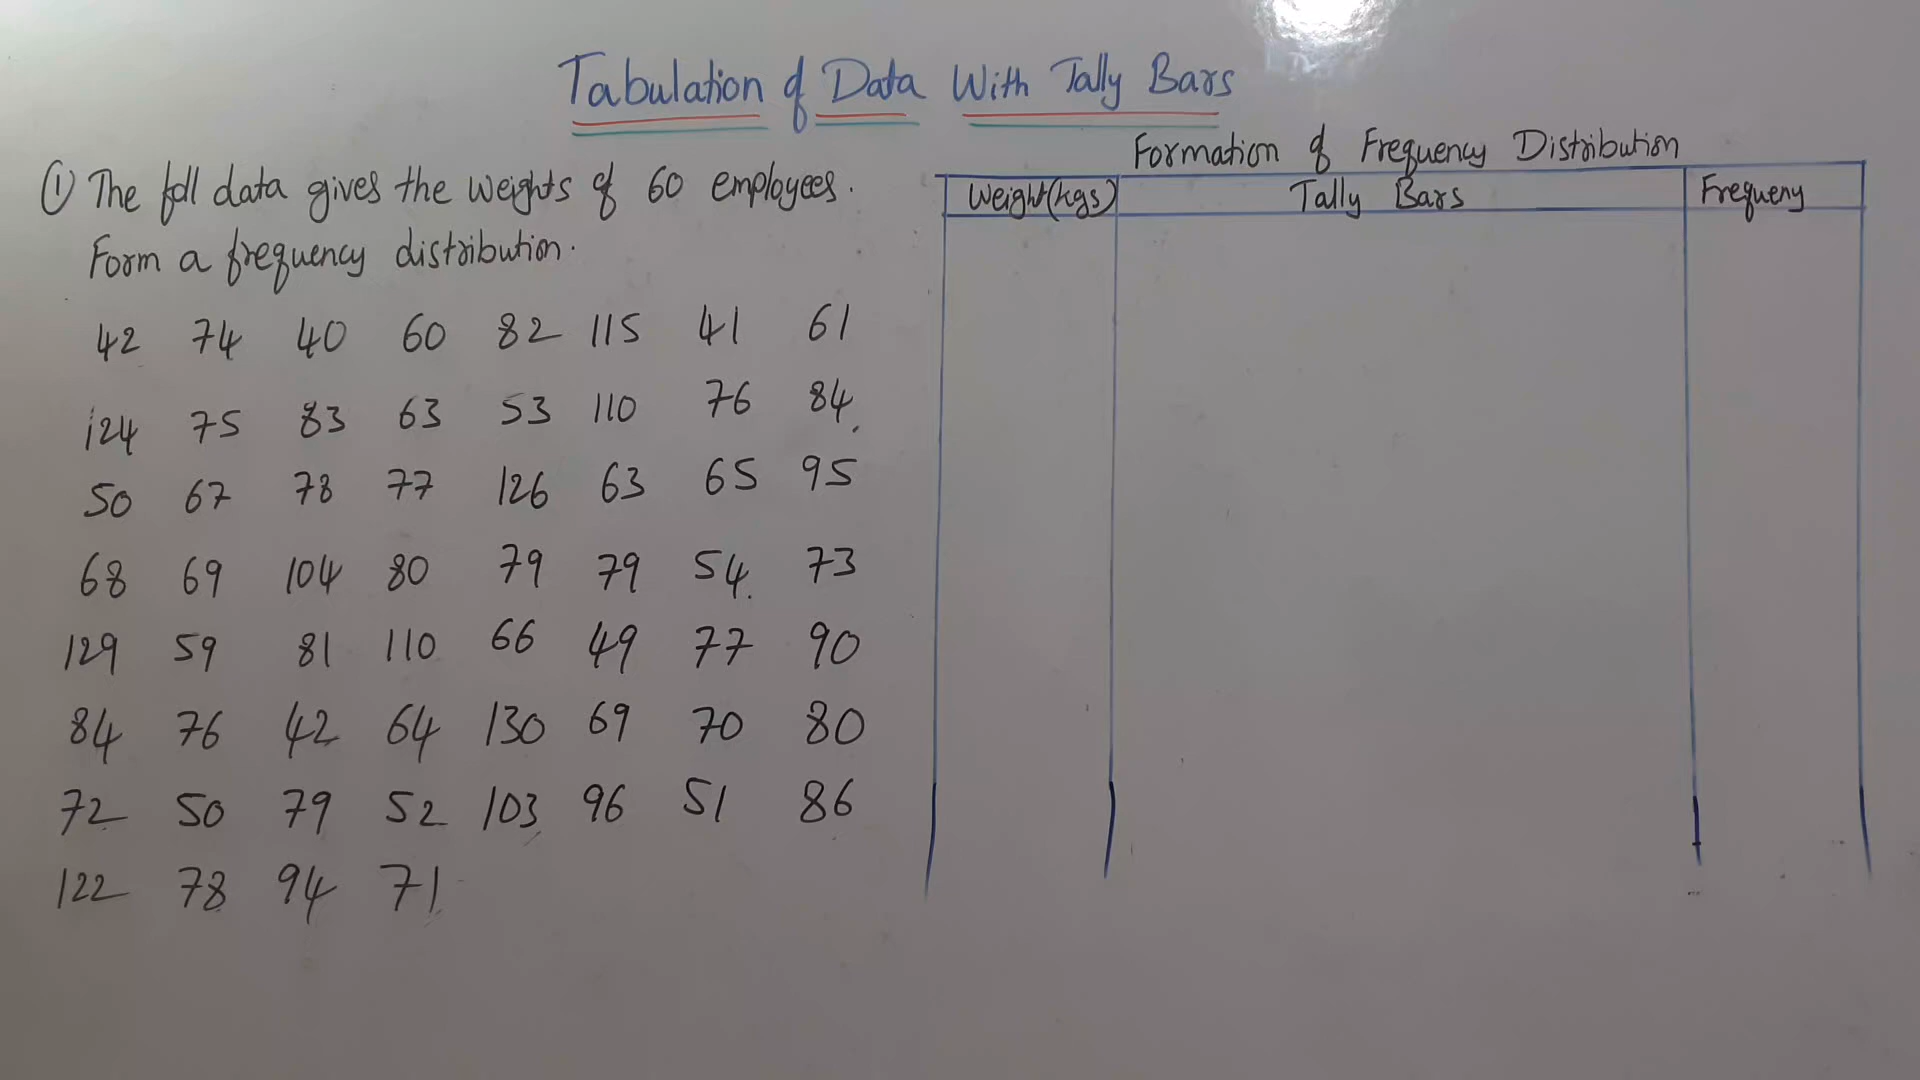 Tabulation of Data With Tally Bars
① The foll data gives the weights of 60 employees.
Form a frequency distribution.
42 74 40 60 82 115 41 61
124 75 83 63 53 110 76 84
50 67 78 77 126 63 65 95
68 69 104 80 79 79 54 73
129 59 81 110 66 49 77 90
84 76 42 64 130 69 70 80
72 50 79 52 103 96 51 86
122 78 94 71
Formation of Frequency Distribution
Weight(kgs) Tally Bars Frequeny